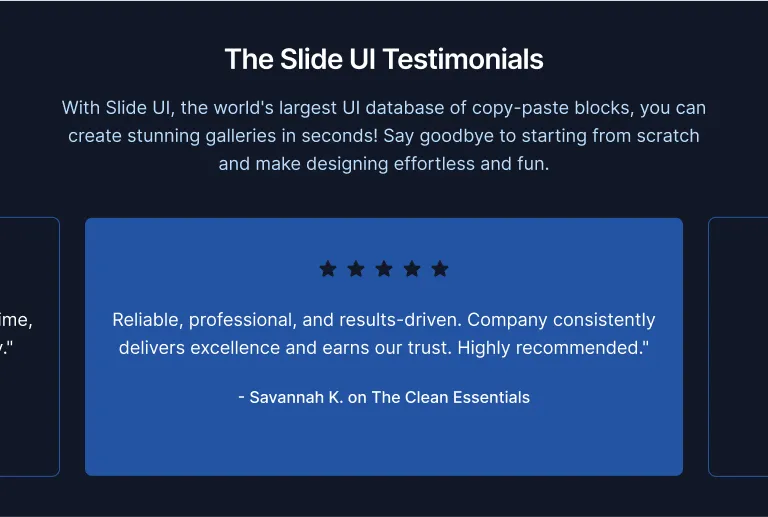 The Slide UI Testimonials
With Slide UI, the world's largest UI database of copy-paste blocks, you can
create stunning galleries in seconds! Say goodbye to starting from scratch
and make designing effortless and fun.
Reliable, professional, and results-driven. Company consistently
delivers excellence and earns our trust. Highly recommended."
- Savannah K. on The Clean Essentials